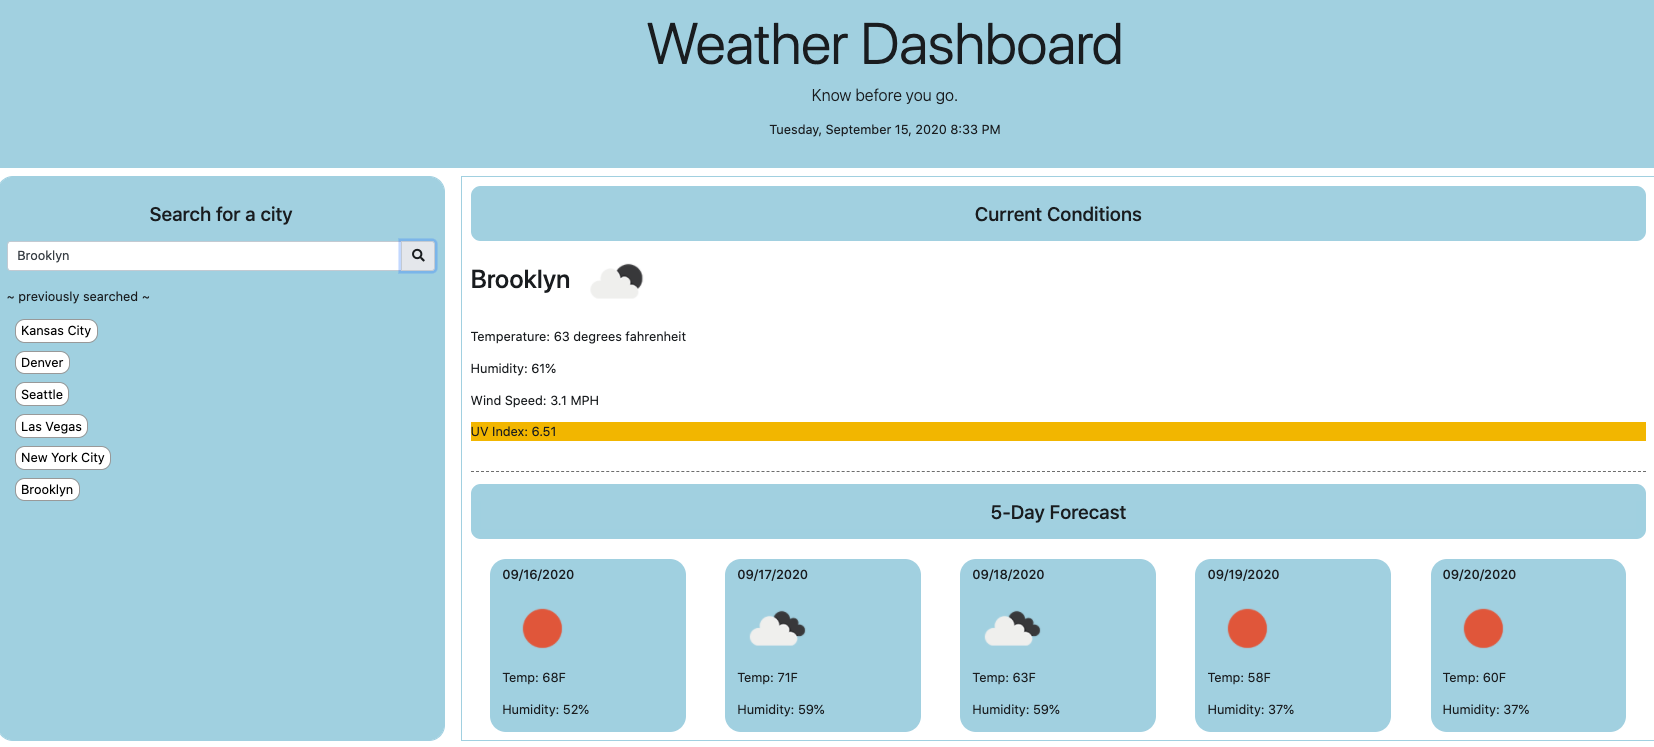 Weather Dashboard
Know before you go.
Tuesday, September 15, 2020 8:33 PM
Search for a city
Brooklyn
~ previously searched ~
Kansas City
Denver
Seattle
Las Vegas
New York City
Brooklyn
Current Conditions
Brooklyn
Temperature: 63 degrees fahrenheit
Humidity: 61%
Wind Speed: 3.1 MPH
UV Index: 6.51
5-Day Forecast
09/16/2020
Temp: 68F
Humidity: 52%
09/17/2020
Temp: 71F
Humidity: 59%
09/18/2020
Temp: 63F
Humidity: 59%
09/19/2020
Temp: 58F
Humidity: 37%
09/20/2020
Temp: 60F
Humidity: 37%